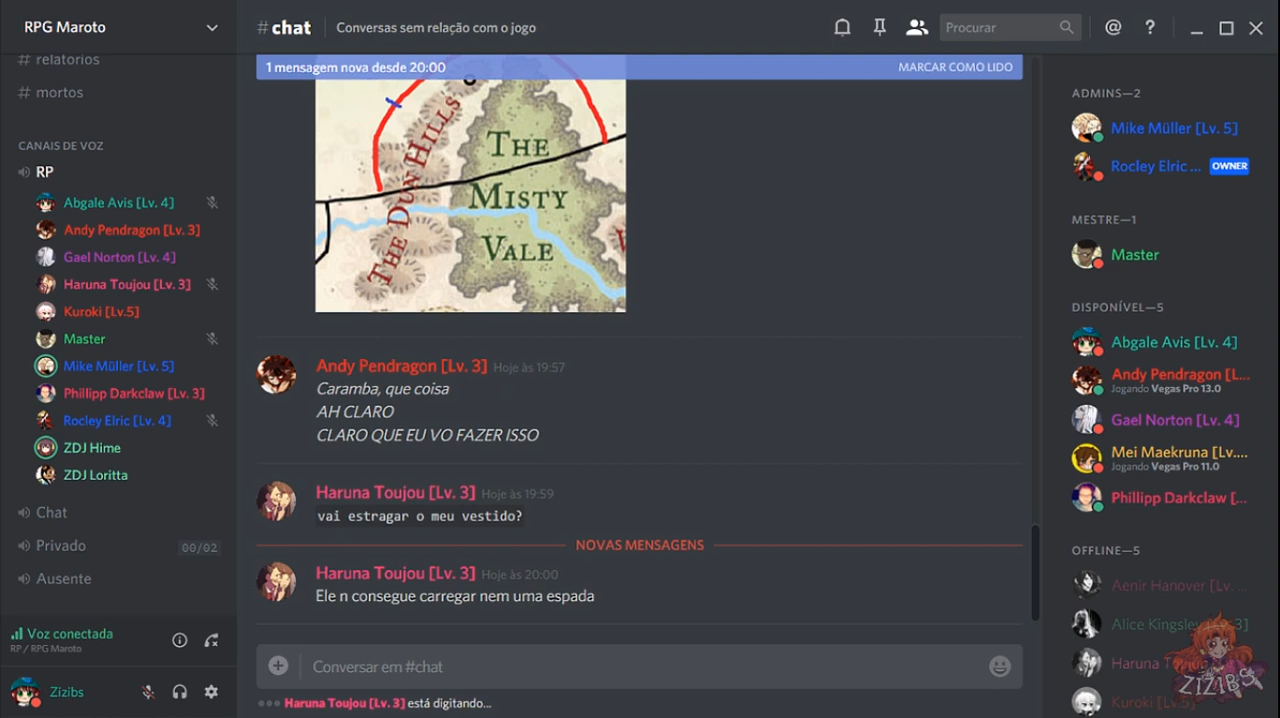 RPG Maroto
# relatorios
# mortos
CANAIS DE VOZ
RP
Abgale Avis [Lv. 4]
Andy Pendragon [Lv. 3]
Gael Norton [Lv. 4]
Haruna Toujou [Lv. 3]
Kuroki [Lv.5]
Master
Mike Müller [Lv. 5]
Phillipp Darkclaw [Lv. 3]
Rocley Elric [Lv. 4]
ZDJ Hime
ZDJ Loritta
Chat
Privado 00/02
Ausente
Voz conectada
RP / RPG Maroto
Zizibs
#chat Conversas sem relação com o jogo
Procurar
1 mensagem nova desde 20:00 MARCAR COMO LIDO
THE DUN HILLS
THE
MISTY
VALE
Andy Pendragon [Lv. 3] Hoje às 19:57
Caramba, que coisa
AH CLARO
CLARO QUE EU VO FAZER ISSO
Haruna Toujou [Lv. 3] Hoje às 19:59
vai estragar o meu vestido?
NOVAS MENSAGENS
Haruna Toujou [Lv. 3] Hoje às 20:00
Ele n consegue carregar nem uma espada
Conversar em #chat
Haruna Toujou [Lv. 3] está digitando...
ADMINS—2
Mike Müller [Lv. 5]
Rocley Elric ... OWNER
MESTRE—1
Master
DISPONÍVEL—5
Abgale Avis [Lv. 4]
Andy Pendragon [L...
Jogando Vegas Pro 13.0
Gael Norton [Lv. 4]
Mei Maekruna [Lv....
Jogando Vegas Pro 11.0
Phillipp Darkclaw [...
OFFLINE—5
Aenir Hanover [Lv. ...
Alice Kingsley [Lv. 3]
Haruna
Kuroki [Lv.5]
ZIZIBS